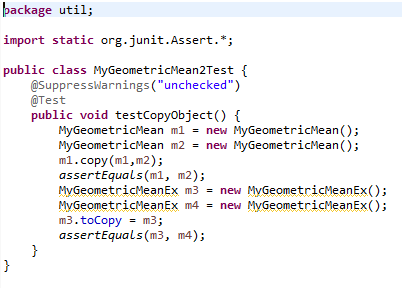 package util;
import static org.junit.Assert.*;
public class MyGeometricMean2Test {
@SuppressWarnings("unchecked")
@Test
public void testCopyObject() {
MyGeometricMean m1 = new MyGeometricMean();
MyGeometricMean m2 = new MyGeometricMean();
m1.copy(m1,m2);
assertEquals(m1, m2);
MyGeometricMeanEx m3 = new MyGeometricMeanEx();
MyGeometricMeanEx m4 = new MyGeometricMeanEx();
m3.toCopy = m3;
assertEquals(m3, m4);
}
}